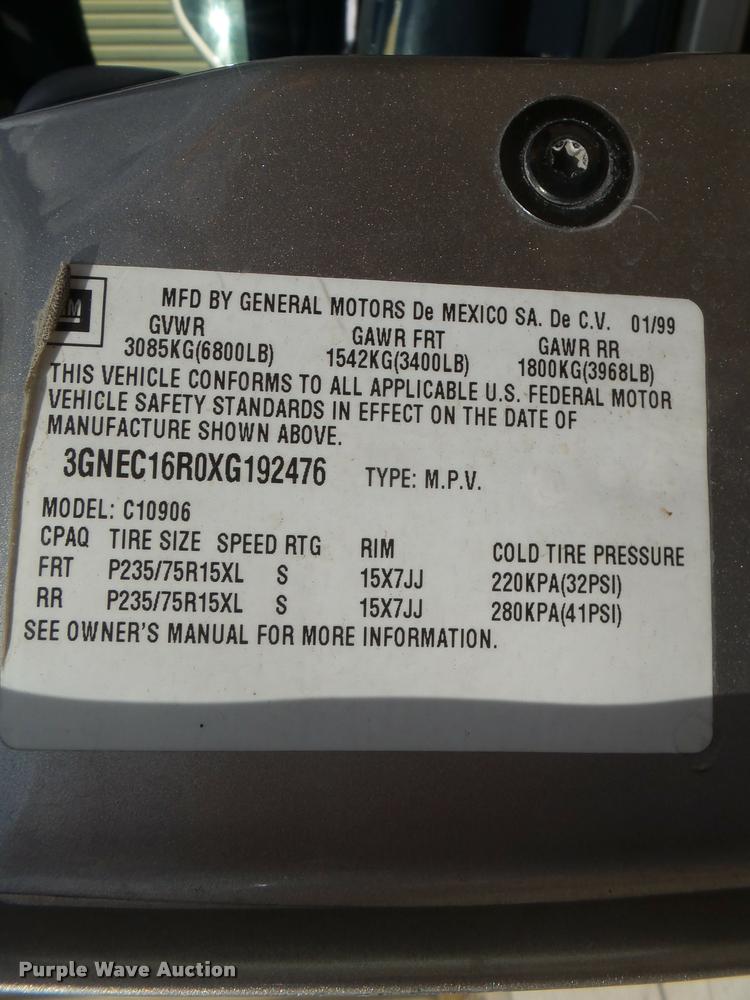 GM
MFD BY GENERAL MOTORS De MEXICO SA. De C.V. 01/99
GVWR GAWR FRT GAWR RR
3085KG(6800LB) 1542KG(3400LB) 1800KG(3968LB)
THIS VEHICLE CONFORMS TO ALL APPLICABLE U.S. FEDERAL MOTOR
VEHICLE SAFETY STANDARDS IN EFFECT ON THE DATE OF
MANUFACTURE SHOWN ABOVE.
3GNEC16R0XG192476 TYPE: M.P.V.
MODEL: C10906
CPAQ TIRE SIZE SPEED RTG RIM COLD TIRE PRESSURE
FRT P235/75R15XL S 15X7JJ 220KPA(32PSI)
RR P235/75R15XL S 15X7JJ 280KPA(41PSI)
SEE OWNER'S MANUAL FOR MORE INFORMATION.
Purple Wave Auction